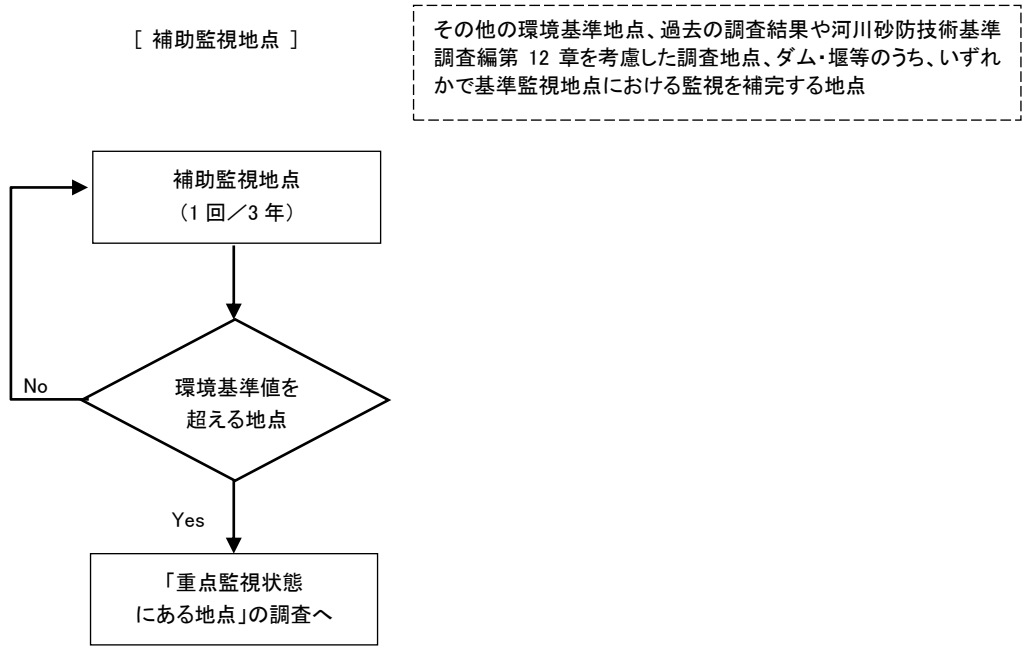 [ 補助監視地点 ]
その他の環境基準地点、過去の調査結果や河川砂防技術基準
調査編第 12 章を考慮した調査地点、ダム・堰等のうち、いずれ
かで基準監視地点における監視を補完する地点
補助監視地点
（1 回／3 年）
環境基準値を
超える地点
No
Yes
「重点監視状態
にある地点」の調査へ